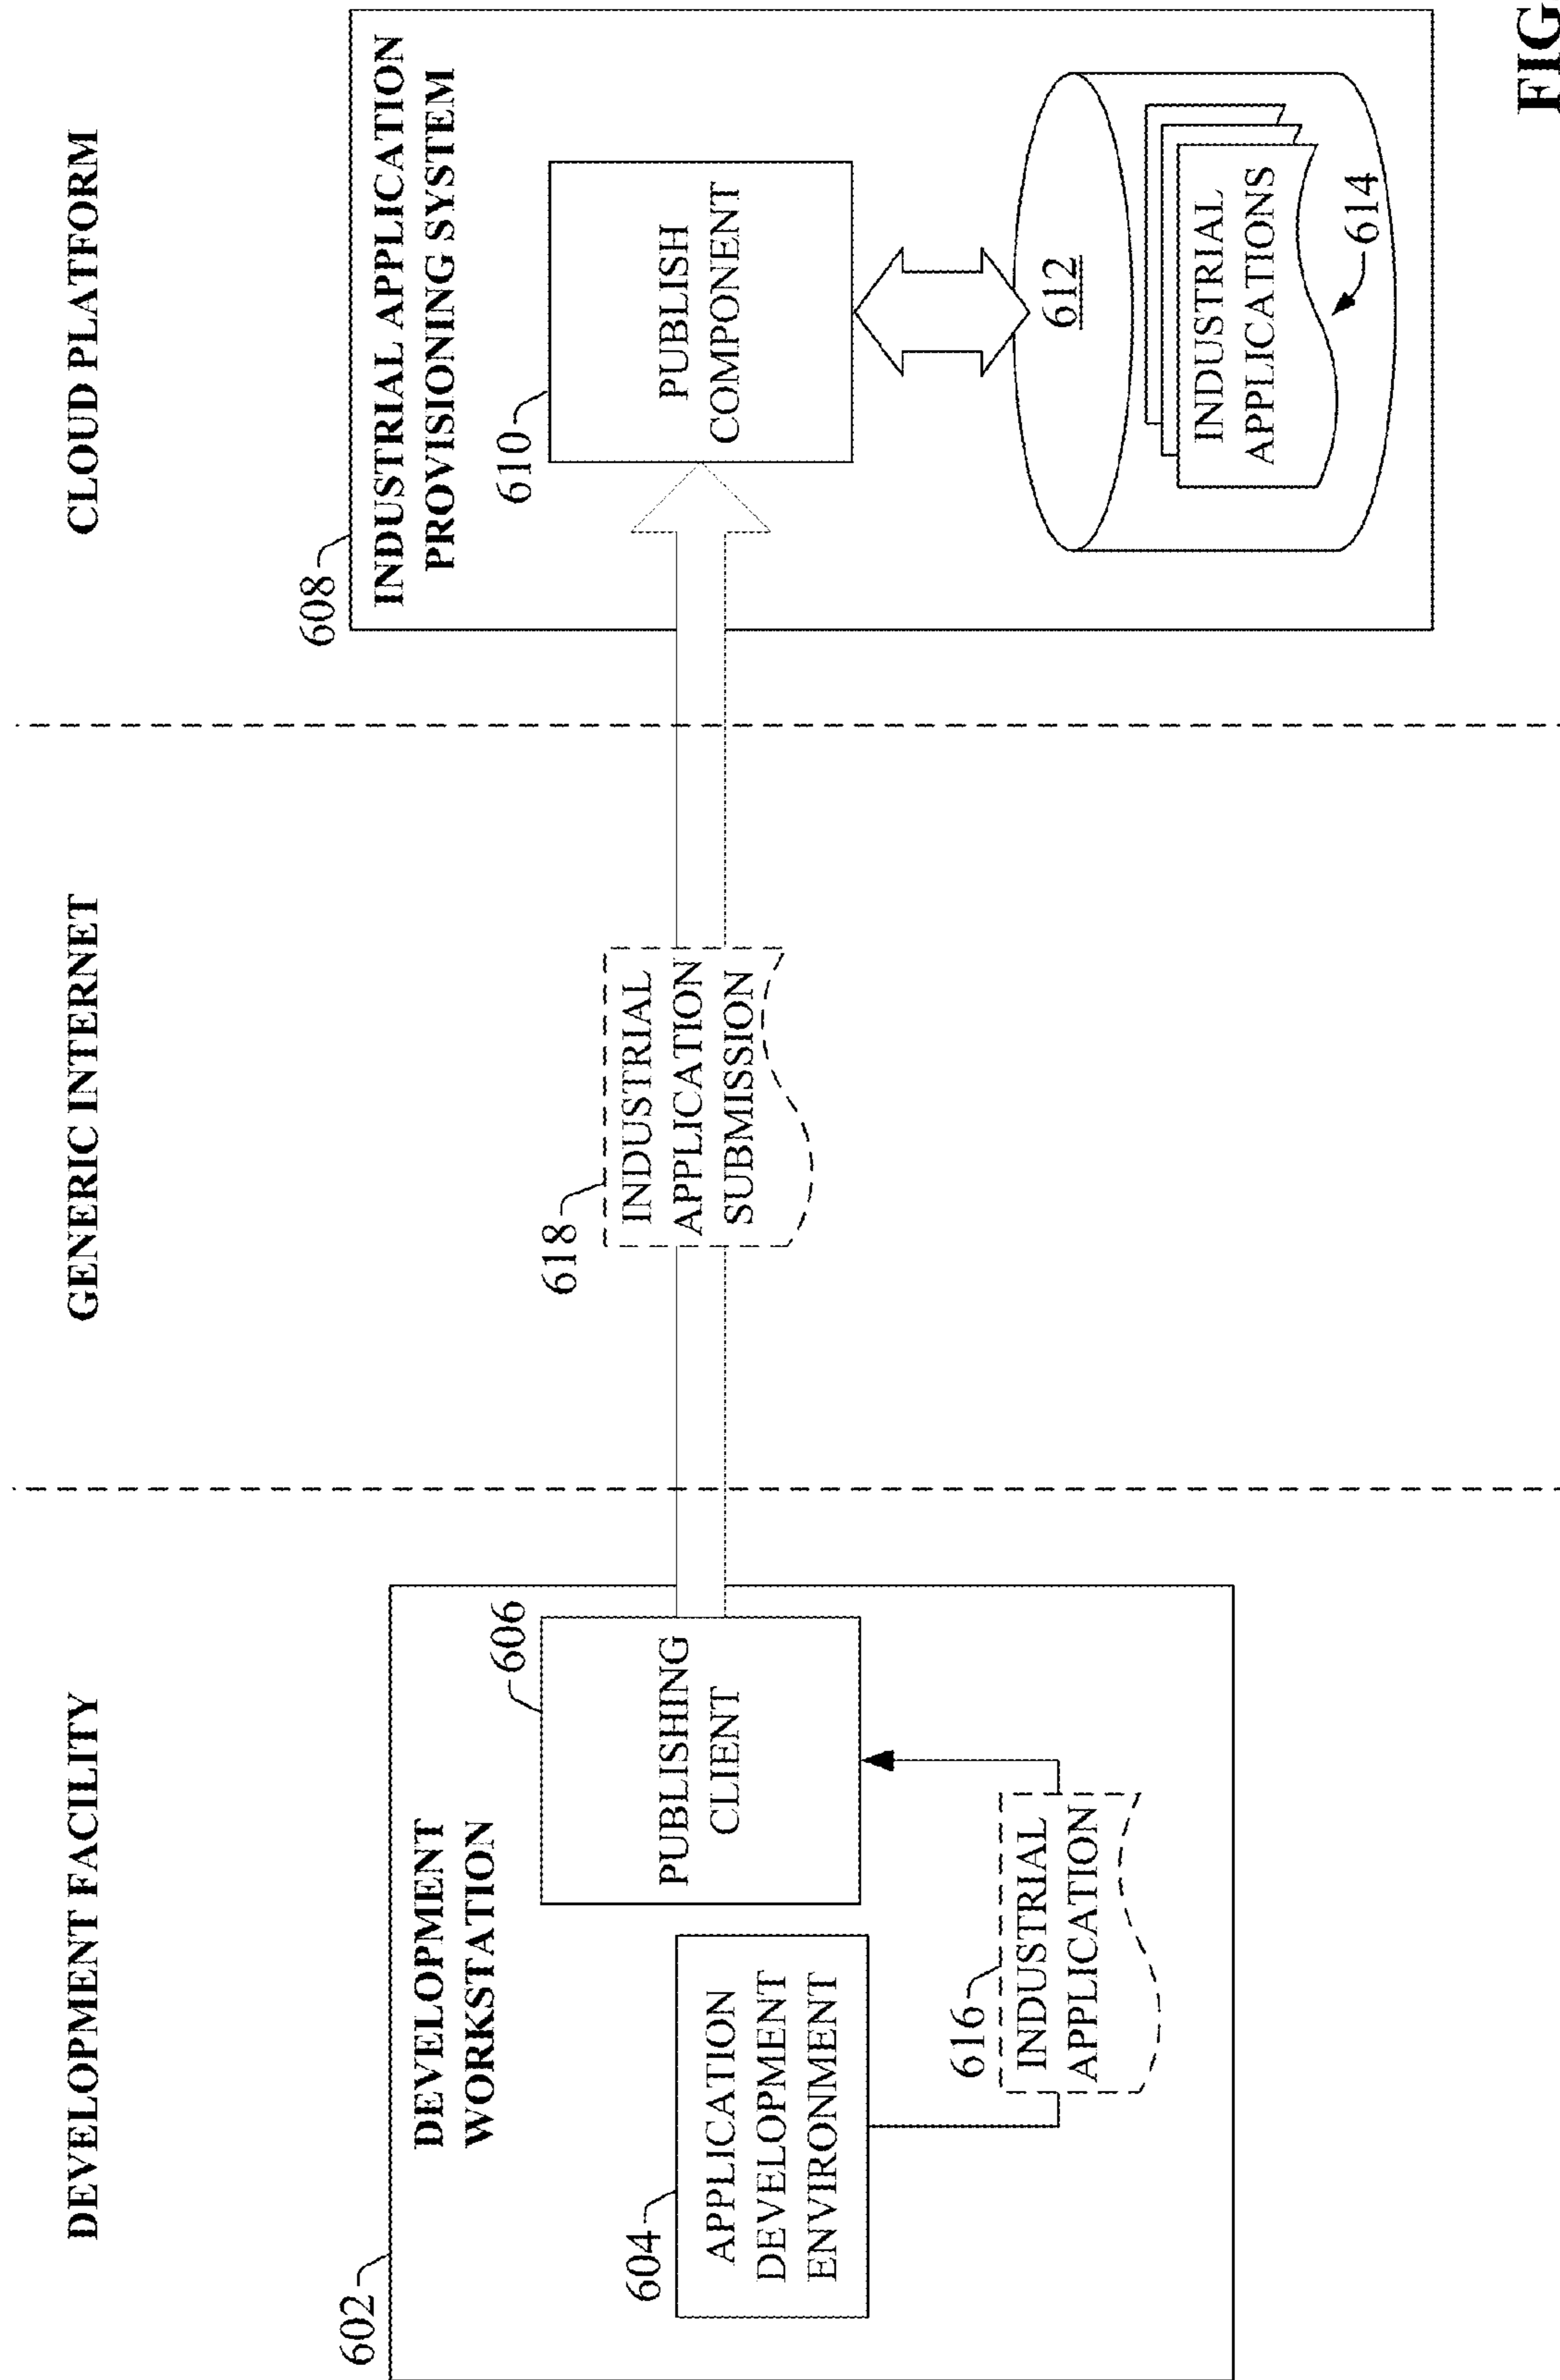 DEVELOPMENT FACILITY
GENERIC INTERNET
CLOUD PLATFORM
602
DEVELOPMENT
WORKSTATION
604
APPLICATION
DEVELOPMENT
ENVIRONMENT
606
PUBLISHING
CLIENT
616
INDUSTRIAL
APPLICATION
618
INDUSTRIAL
APPLICATION
SUBMISSION
608
INDUSTRIAL APPLICATION
PROVISIONING SYSTEM
610
PUBLISH
COMPONENT
612
INDUSTRIAL
APPLICATIONS
614
FIG